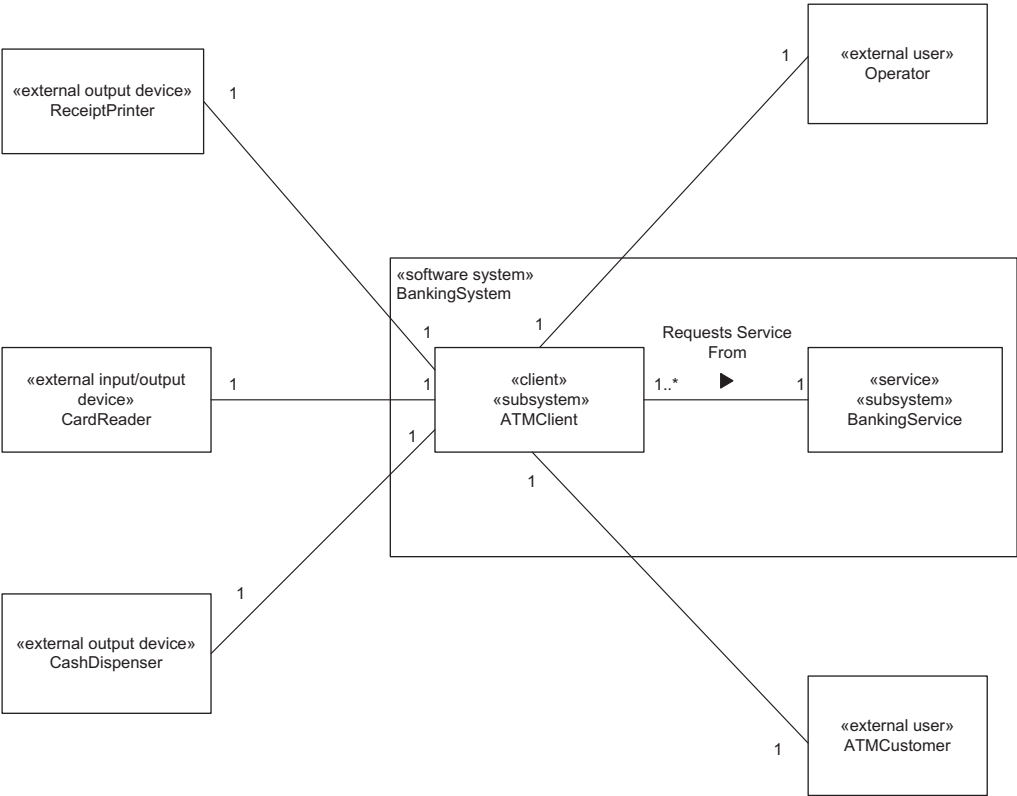 «external output device»
ReceiptPrinter
1
«external user»
Operator
1
«software system»
BankingSystem
1
1
Requests Service
From
«external input/output
device»
CardReader
1
1
«client»
«subsystem»
ATMClient
1..*
1
«service»
«subsystem»
BankingService
1
1
1
«external output device»
CashDispenser
«external user»
ATMCustomer
1